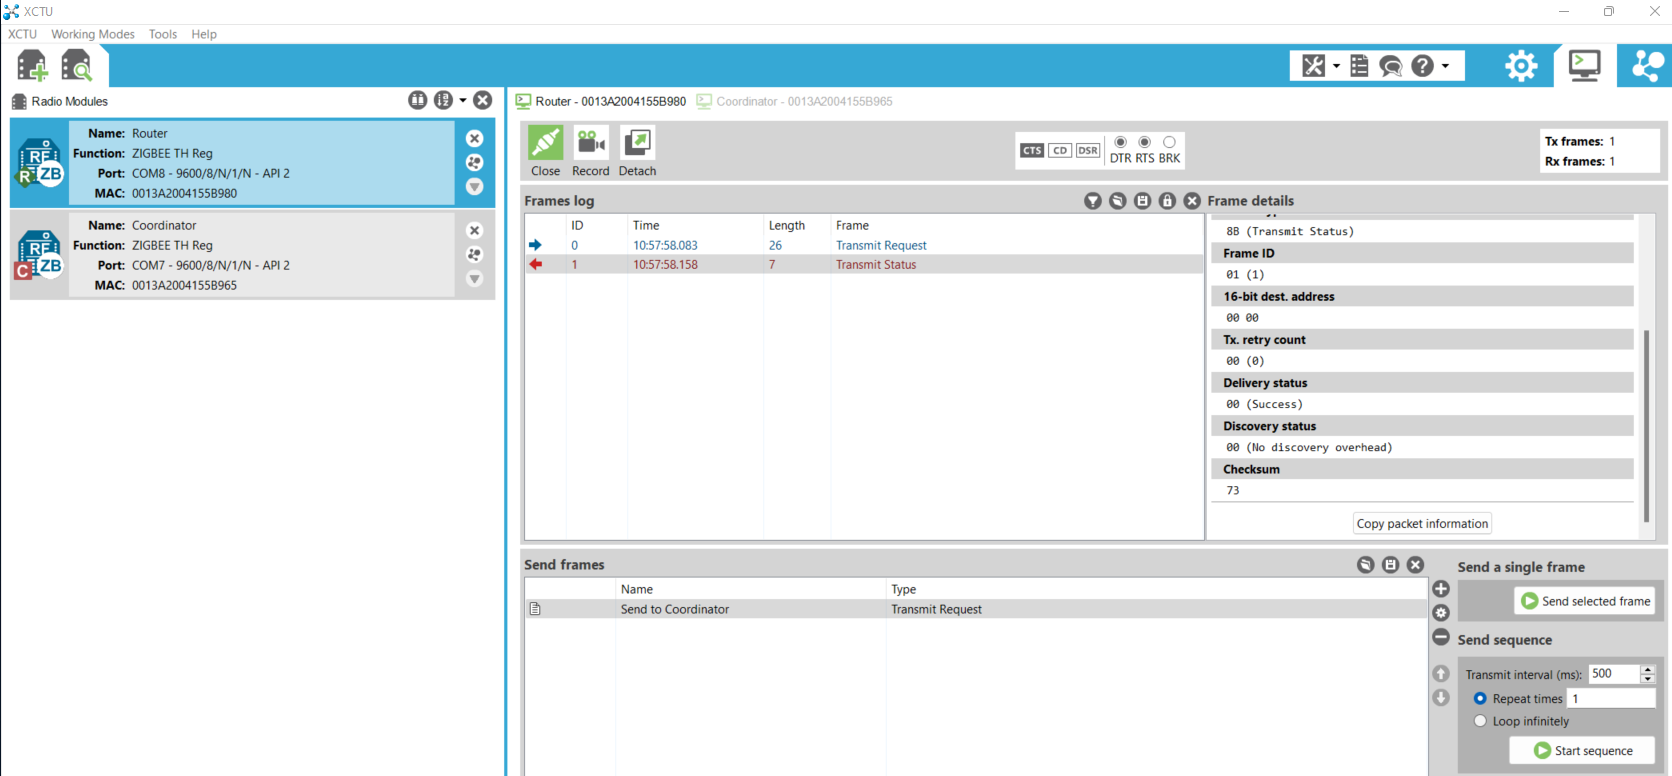 XCTU
XCTU Working Modes Tools Help
Radio Modules
Name: Router
Function: ZIGBEE TH Reg
Port: COM8 - 9600/8/N/1/N - API 2
MAC: 0013A2004155B980
RF
R ZB
Name: Coordinator
Function: ZIGBEE TH Reg
Port: COM7 - 9600/8/N/1/N - API 2
MAC: 0013A2004155B965
RF
C ZB
Router - 0013A2004155B980 Coordinator - 0013A2004155B965
Close Record Detach
CTS CD DSR DTR RTS BRK
Tx frames: 1
Rx frames: 1
Frames log
ID Time Length Frame
0 10:57:58.083 26 Transmit Request
1 10:57:58.158 7 Transmit Status
Frame details
8B (Transmit Status)
Frame ID
01 (1)
16-bit dest. address
00 00
Tx. retry count
00 (0)
Delivery status
00 (Success)
Discovery status
00 (No discovery overhead)
Checksum
73
Copy packet information
Send frames
Name Type
Send to Coordinator Transmit Request
Send a single frame
Send selected frame
Send sequence
Transmit interval (ms): 500
Repeat times 1
Loop infinitely
Start sequence